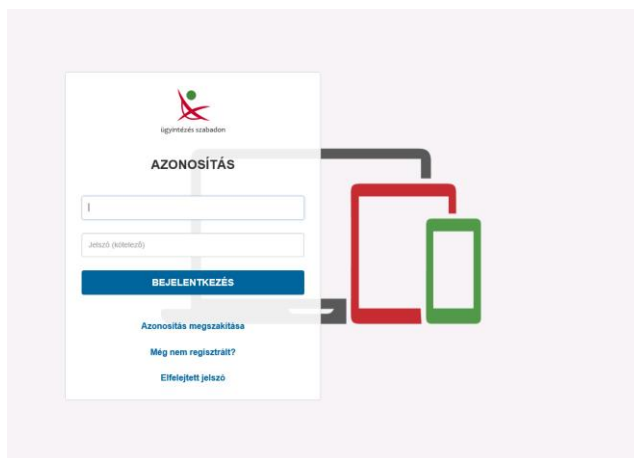 ügyintézés szabadon
AZONOSÍTÁS
Jelszó (kötelező)
BEJELENTKEZÉS
Azonosítás megszakítása
Még nem regisztrált?
Elfelejtett jelszó